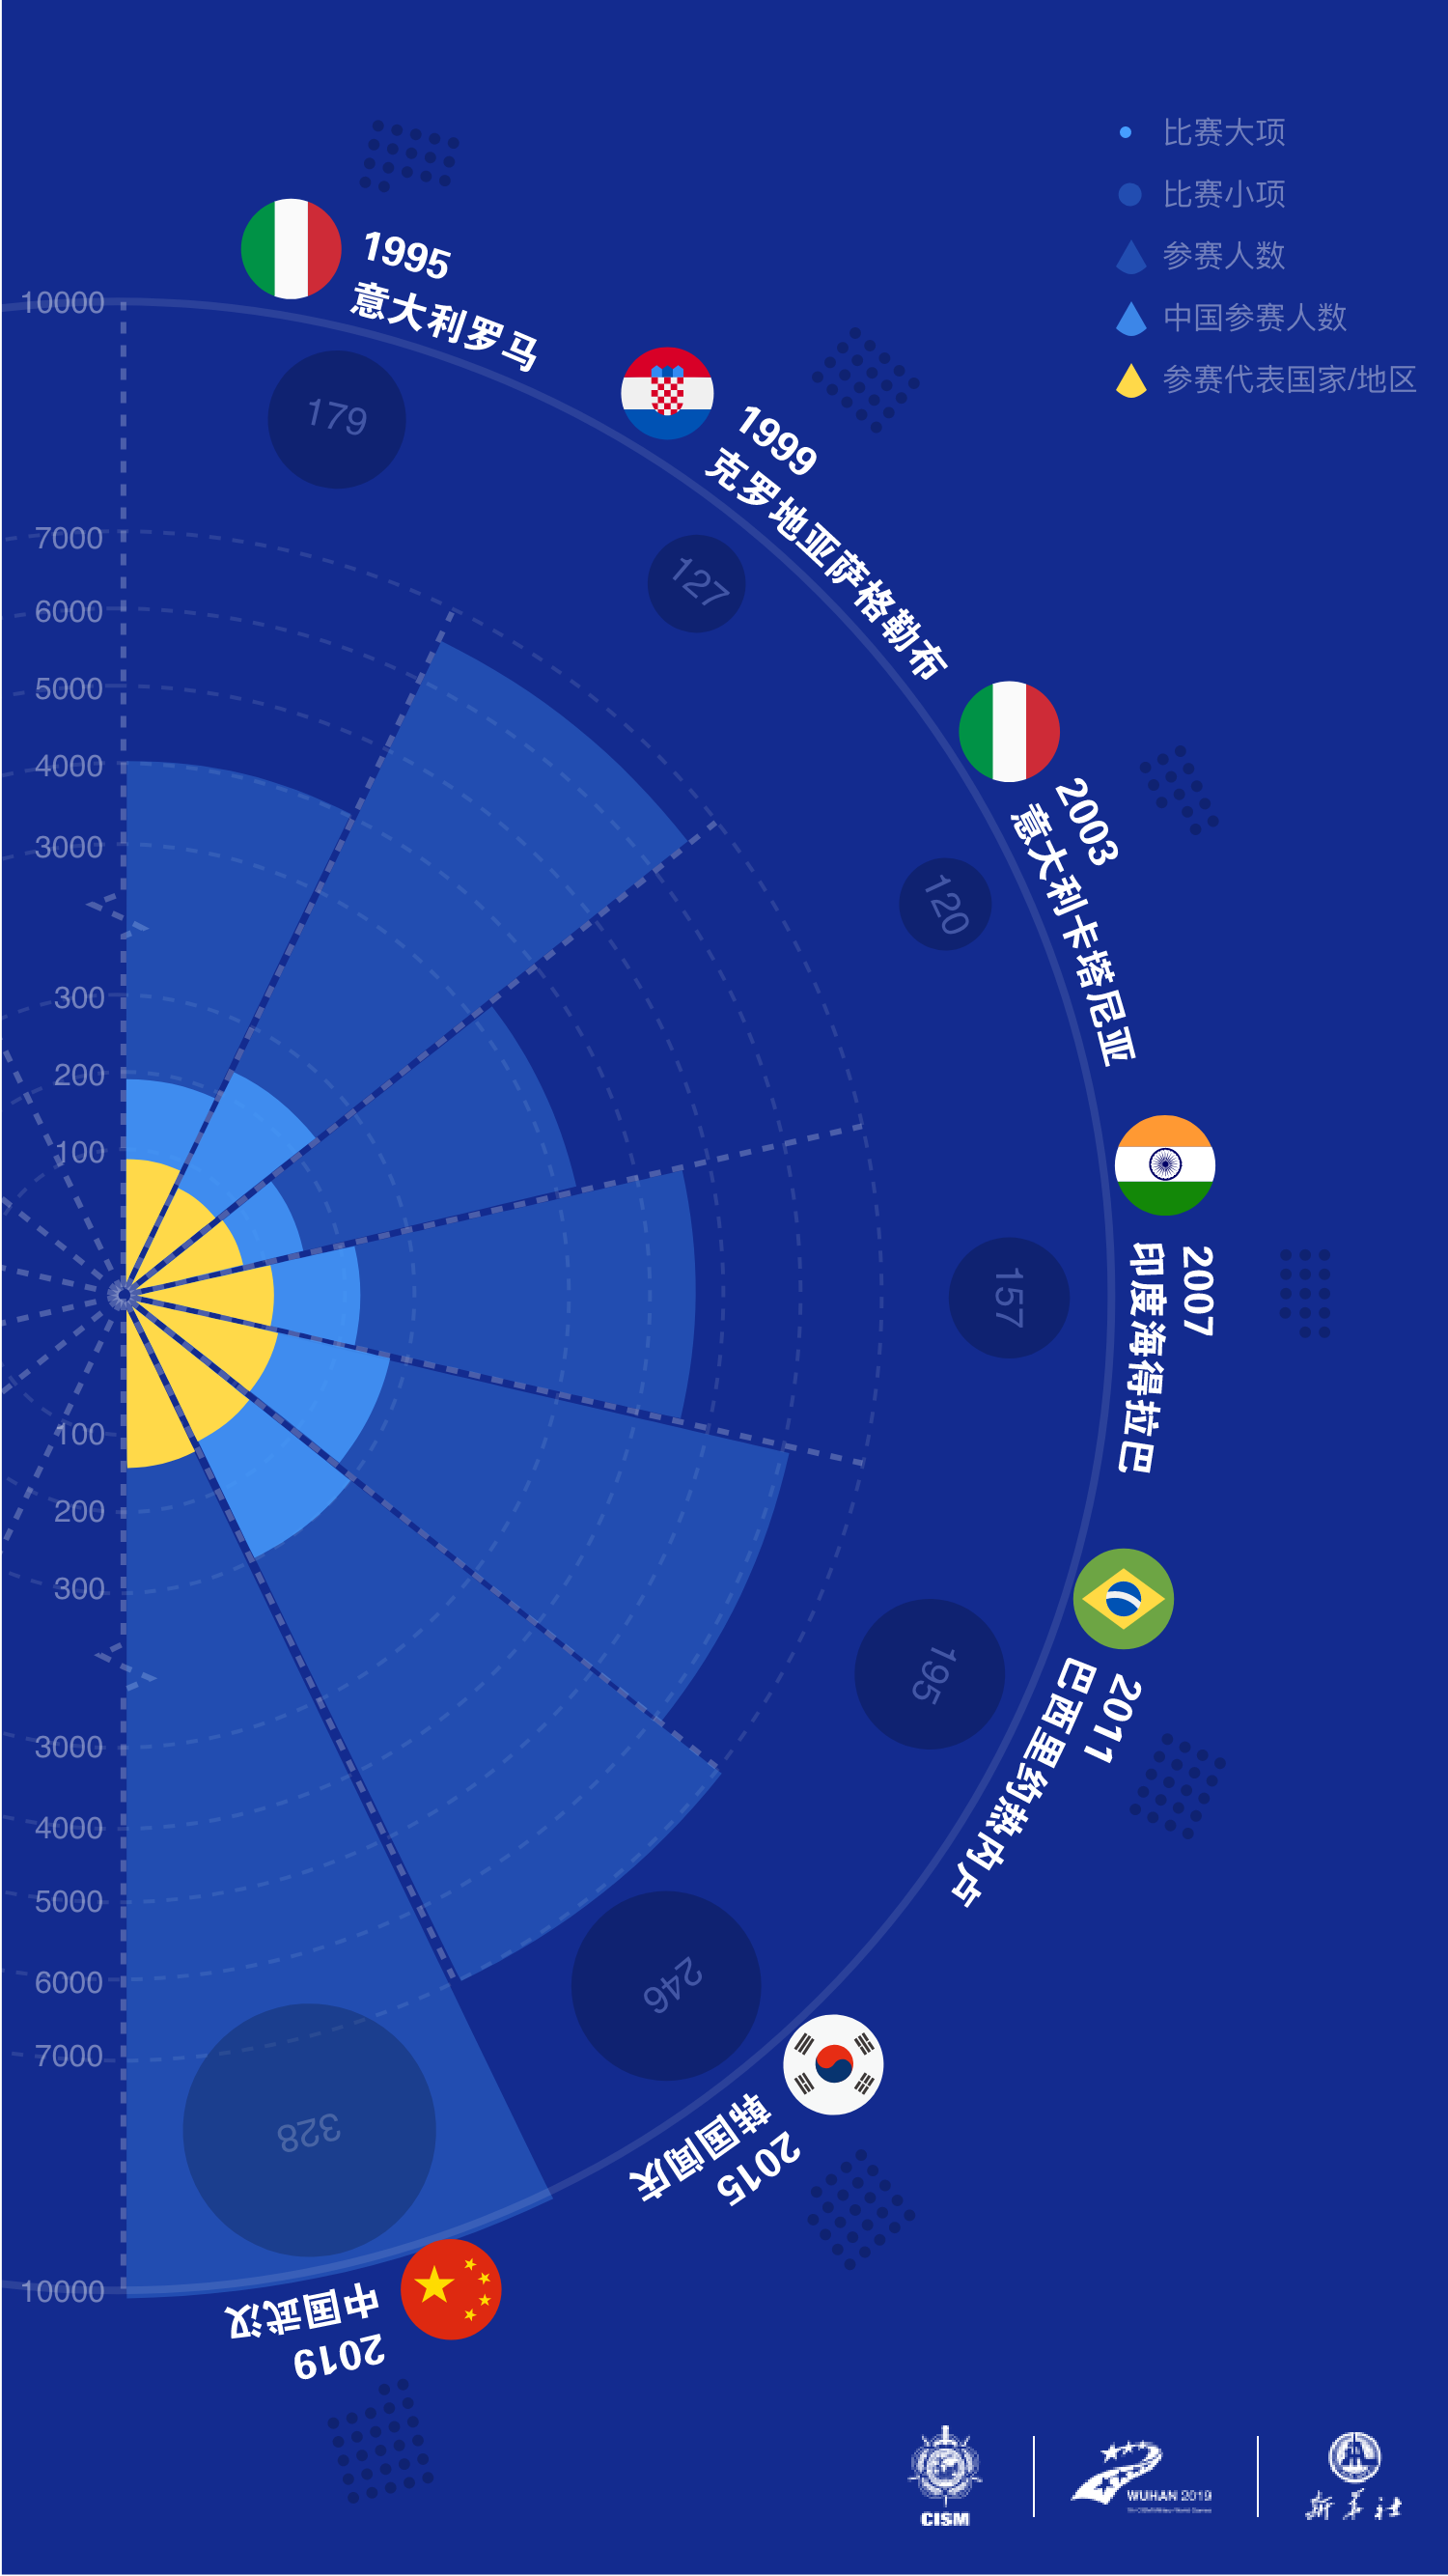 比赛大项
比赛小项
参赛人数
中国参赛人数
参赛代表国家/地区
1995
意大利罗马
10000
179
1999
克罗地亚萨格勒布
7000
127
6000
5000
2003
意大利卡塔尼亚
4000
3000
120
300
200
100
2007
印度海得拉巴
157
100
200
300
2011
巴西里约热内卢
195
3000
4000
5000
6000
7000
246
2015
韩国闻庆
328
10000
2019
中国武汉
CISM
WUHAN 2019
新华社